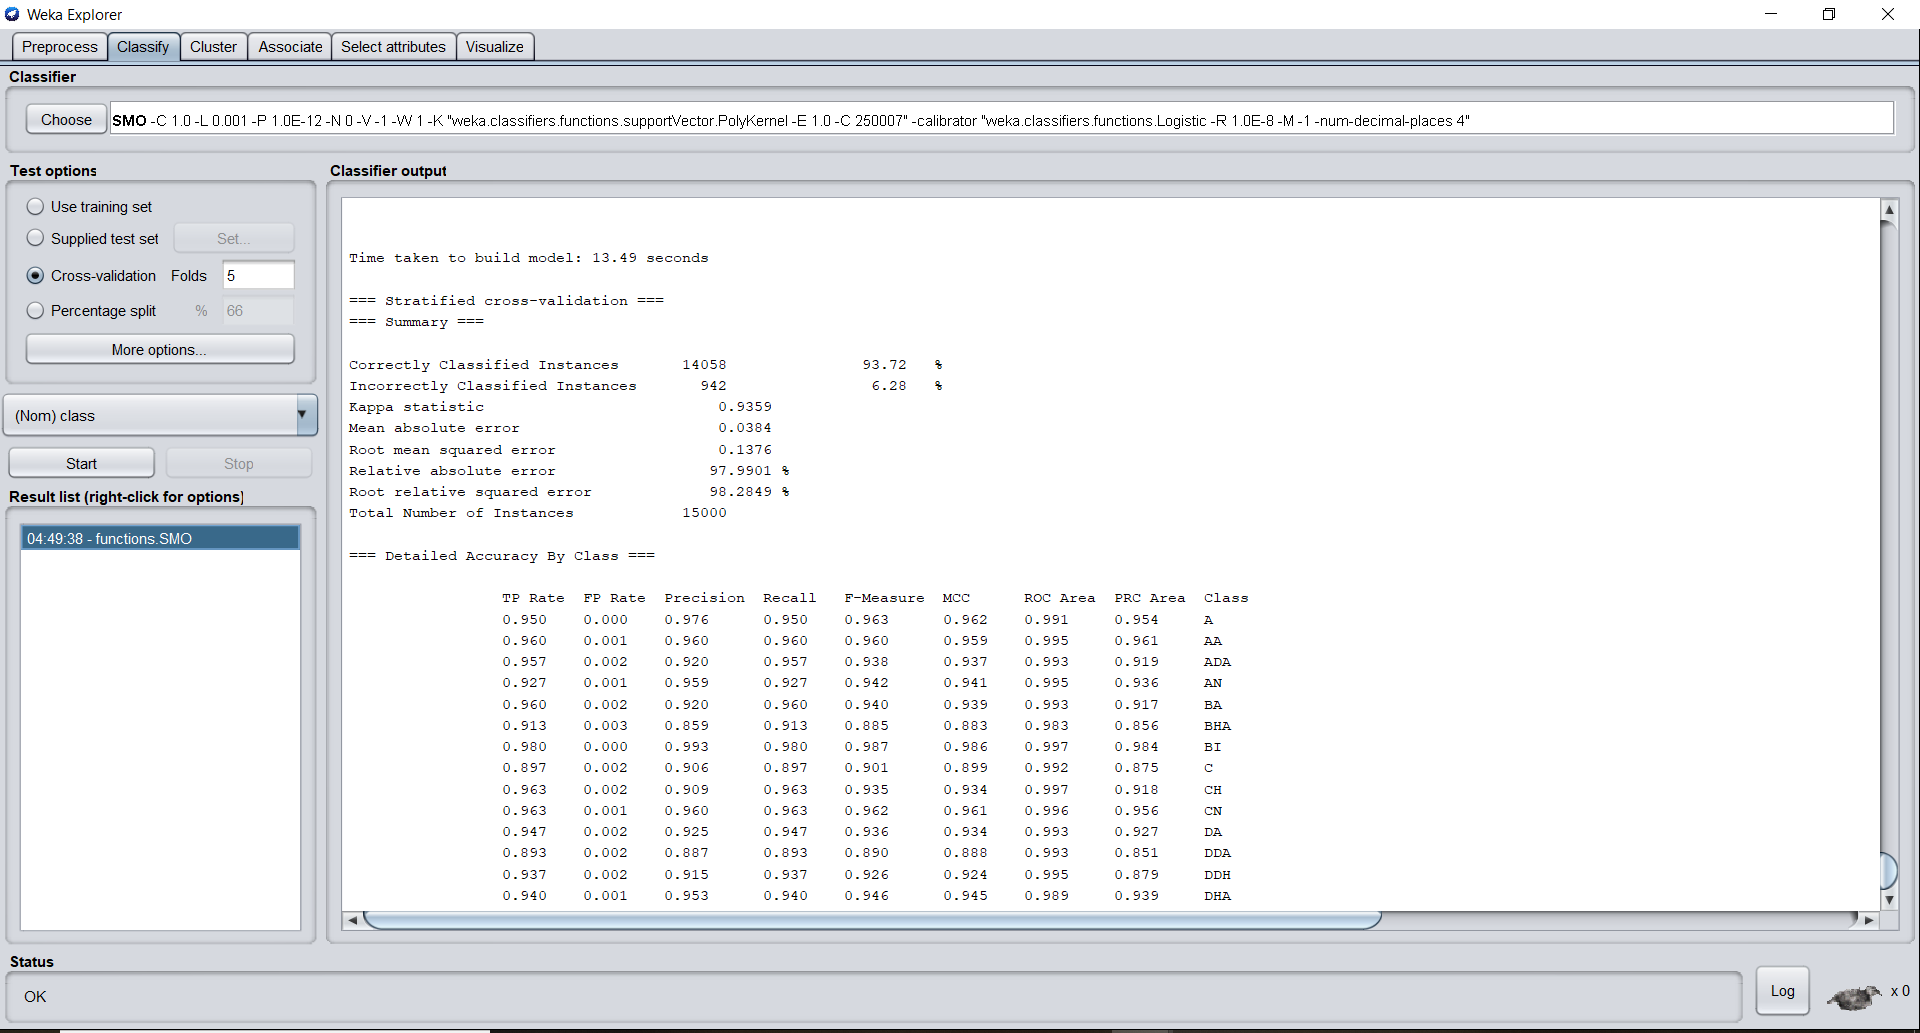 Weka Explorer
Preprocess Classify Cluster Associate Select attributes Visualize
Classifier
Choose SMO -C 1.0 -L 0.001 -P 1.0E-12 -N 0 -V -1 -W 1 -K "weka.classifiers.functions.supportVector.PolyKernel -E 1.0 -C 250007" -calibrator "weka.classifiers.functions.Logistic -R 1.0E-8 -M -1 -num-decimal-places 4"
Test options
Use training set
Supplied test set Set...
Cross-validation Folds 5
Percentage split % 66
More options...
(Nom) class
Start Stop
Result list (right-click for options)
04:49:38 - functions.SMO
Classifier output
Time taken to build model: 13.49 seconds
=== Stratified cross-validation ===
=== Summary ===
Correctly Classified Instances 14058 93.72 %
Incorrectly Classified Instances 942 6.28 %
Kappa statistic 0.9359
Mean absolute error 0.0384
Root mean squared error 0.1376
Relative absolute error 97.9901 %
Root relative squared error 98.2849 %
Total Number of Instances 15000
=== Detailed Accuracy By Class ===
TP Rate FP Rate Precision Recall F-Measure MCC ROC Area PRC Area Class
0.950 0.000 0.976 0.950 0.963 0.962 0.991 0.954 A
0.960 0.001 0.960 0.960 0.960 0.959 0.995 0.961 AA
0.957 0.002 0.920 0.957 0.938 0.937 0.993 0.919 ADA
0.927 0.001 0.959 0.927 0.942 0.941 0.995 0.936 AN
0.960 0.002 0.920 0.960 0.940 0.939 0.993 0.917 BA
0.913 0.003 0.859 0.913 0.885 0.883 0.983 0.856 BHA
0.980 0.000 0.993 0.980 0.987 0.986 0.997 0.984 BI
0.897 0.002 0.906 0.897 0.901 0.899 0.992 0.875 C
0.963 0.002 0.909 0.963 0.935 0.934 0.997 0.918 CH
0.963 0.001 0.960 0.963 0.962 0.961 0.996 0.956 CN
0.947 0.002 0.925 0.947 0.936 0.934 0.993 0.927 DA
0.893 0.002 0.887 0.893 0.890 0.888 0.993 0.851 DDA
0.937 0.002 0.915 0.937 0.926 0.924 0.995 0.879 DDH
0.940 0.001 0.953 0.940 0.946 0.945 0.989 0.939 DHA
Status
OK
Log x 0